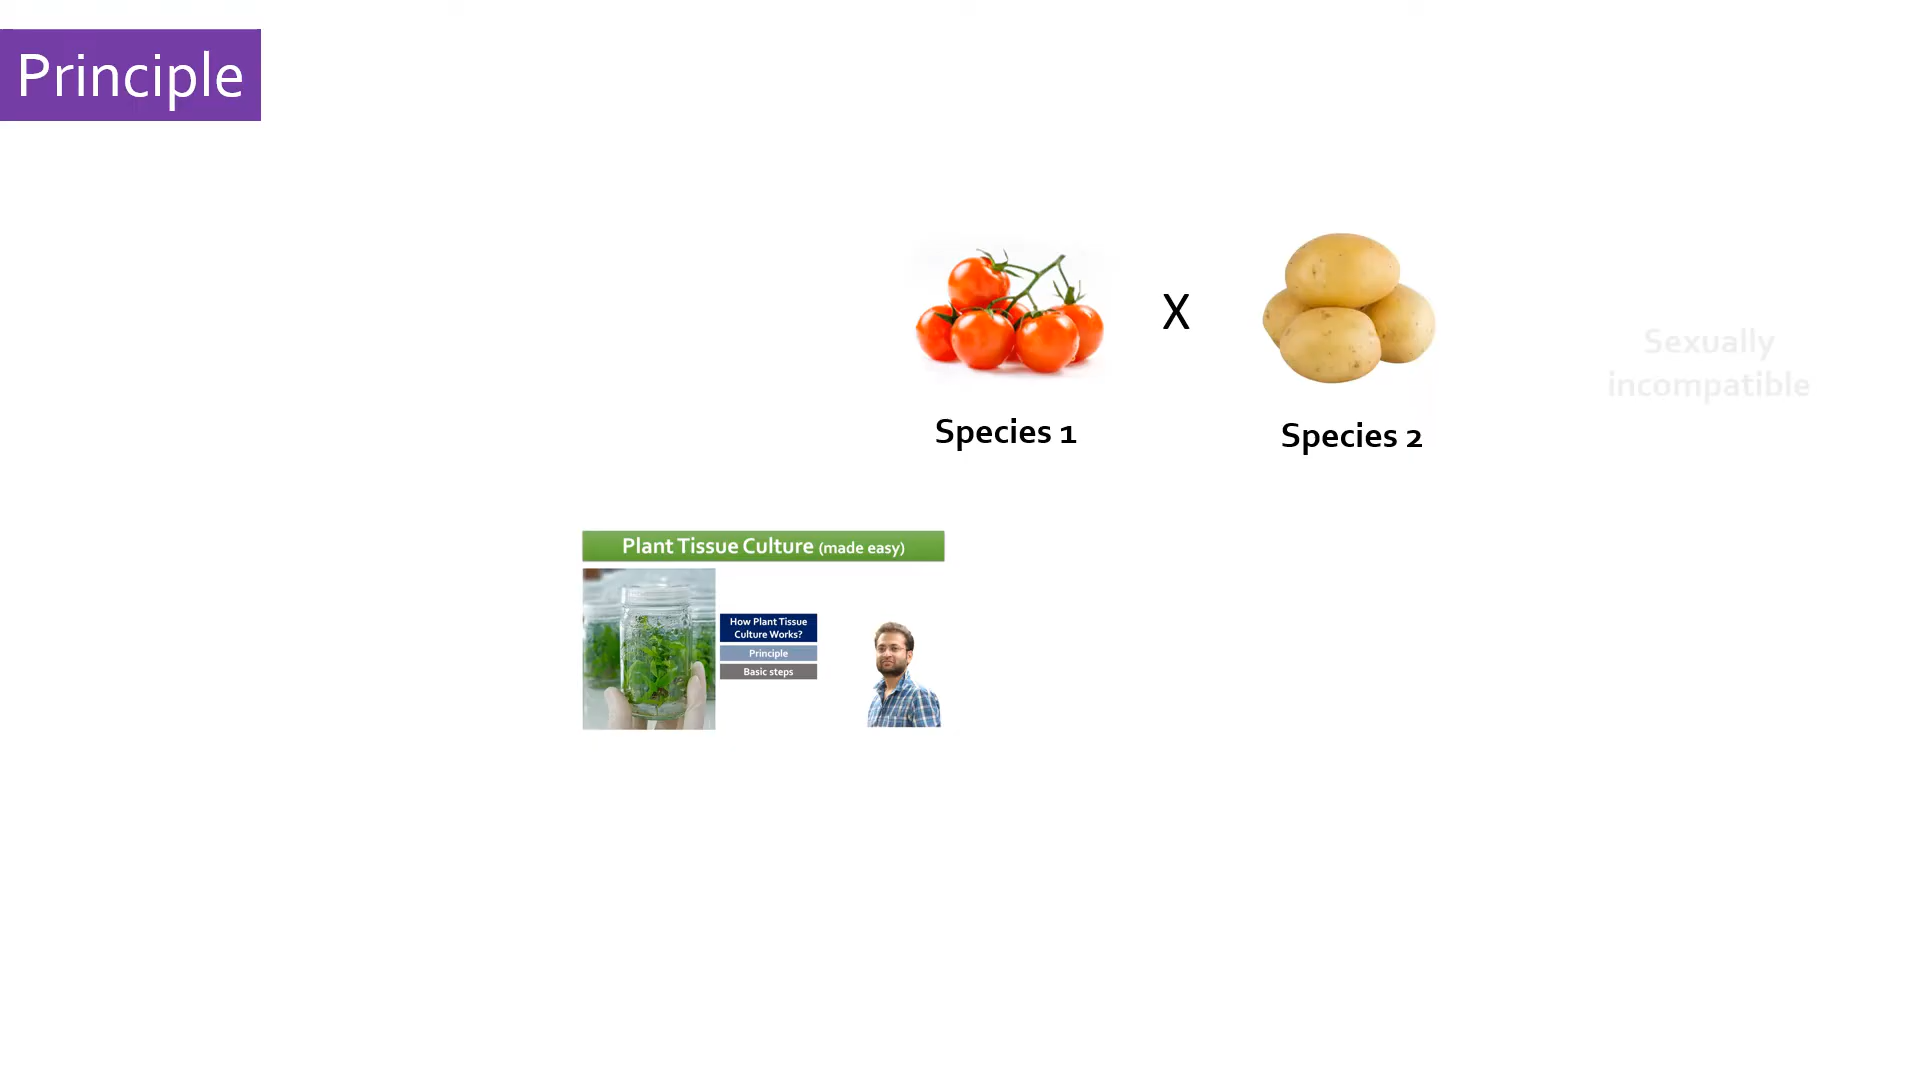 Principle
X
Sexually
incompatible
Species 1
Species 2
Plant Tissue Culture (made easy)
How Plant Tissue
Culture Works?
Principle
Basic steps